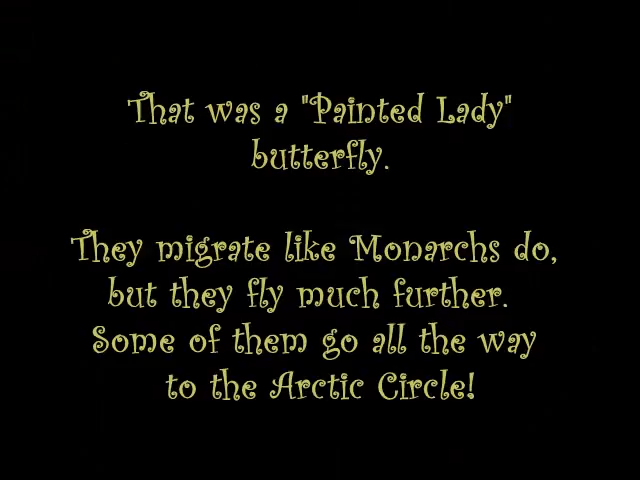 That was a "Painted Lady"
butterfly.
They migrate like Monarchs do,
but they fly much further.
Some of them go all the way
to the Arctic Circle!